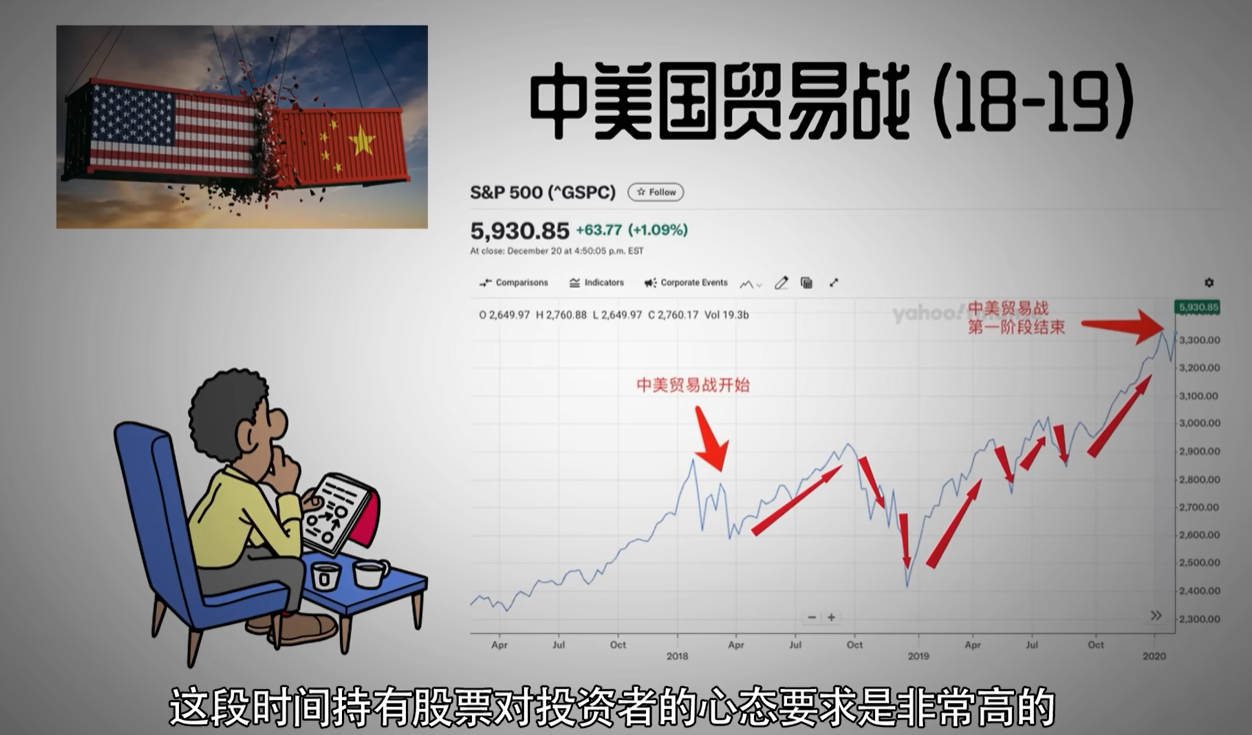 中美国贸易战 (18-19)
S&P 500 (^GSPC) ☆ Follow
5,930.85 +63.77 (+1.09%)
At close: December 20 at 4:50:05 p.m. EST
Comparisons Indicators Corporate Events
O 2,649.97 H 2,760.88 L 2,649.97 C 2,760.17 Vol 19.3b
yahoo!
中美贸易战
第一阶段结束
5,930.85
3,300.00
3,200.00
3,100.00
3,000.00
2,900.00
2,800.00
2,700.00
2,600.00
2,500.00
2,400.00
2,300.00
中美贸易战开始
Apr Jul Oct 2018 Apr Jul Oct 2019 Apr Jul Oct 2020
这段时间持有股票对投资者的心态要求是非常高的